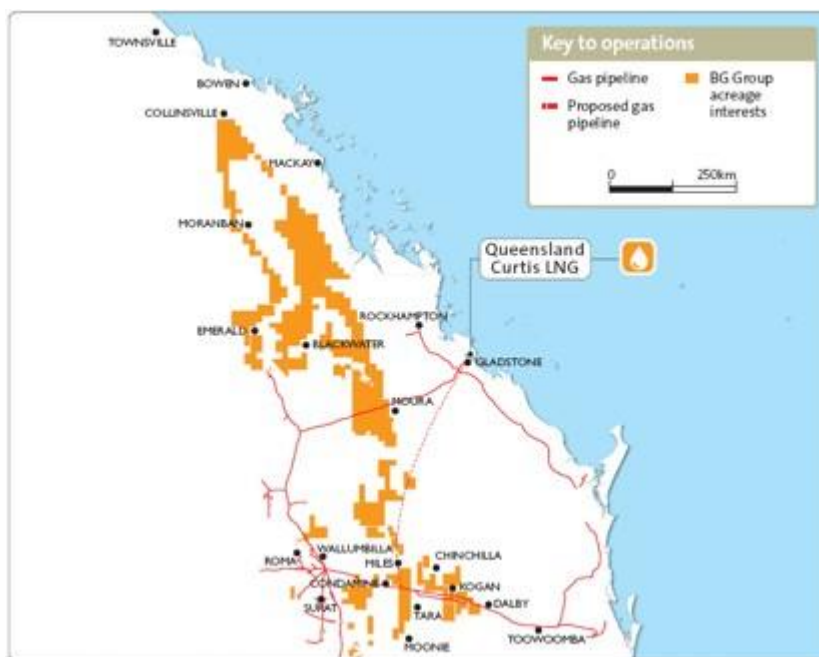 TOWNSVILLE
BOWEN
COLLINSVILLE
MACKAY
MORANBAN
EMERALD
BLACKWATER
ROCKHAMPTON
GLADSTONE
MOURA
WALLUMBILLA
ROMA
MILES
CHINCHILLA
CONDAMINE
KOGAN
SURAT
TARA
DALBY
MOONIE
TOOWOOMBA
Queensland
Curtis LNG
Key to operations
Gas pipeline
Proposed gas
pipeline
BG Group
acreage
interests
0 250km